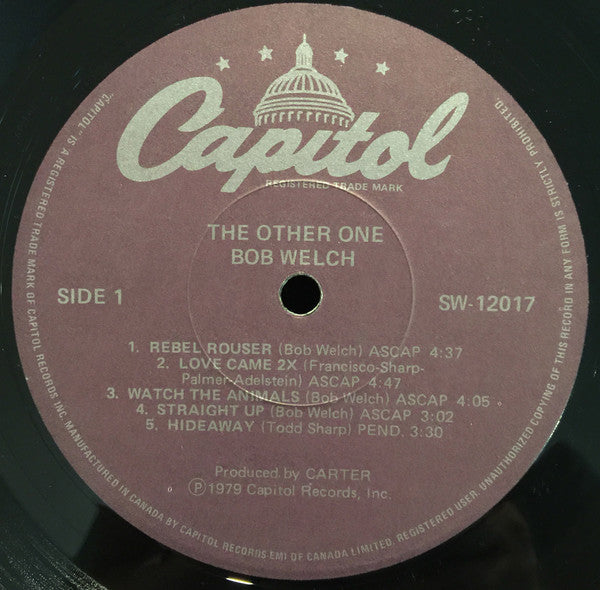 Capitol
REGISTERED TRADE MARK
THE OTHER ONE
BOB WELCH
SIDE 1
SW-12017
1. REBEL ROUSER (Bob Welch) ASCAP 4:37
2. LOVE CAME 2X (Francisco-Sharp-
Palmer-Adelstein) ASCAP 4:47
3. WATCH THE ANIMALS (Bob Welch) ASCAP 4:05
4. STRAIGHT UP (Bob Welch) ASCAP 3:02
5. HIDEAWAY (Todd Sharp) PEND. 3:30
Produced by CARTER
Ⓟ1979 Capitol Records, Inc.
"CAPITOL" IS A REGISTERED TRADE MARK OF CAPITOL RECORDS INC. MANUFACTURED IN CANADA BY CAPITOL RECORDS EMI OF CANADA LIMITED, REGISTERED USER. UNAUTHORIZED COPYING OF THIS RECORD IN ANY FORM IS STRICTLY PROHIBITED.